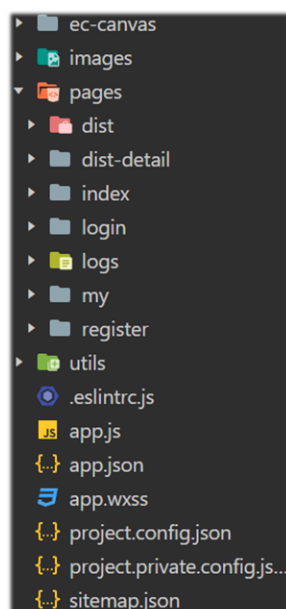 ec-canvas
images
pages
dist
dist-detail
index
login
logs
my
register
utils
.eslintrc.js
JS app.js
{..} app.json
app.wxss
{..} project.config.json
{..} project.private.config.js...
{..} sitemap.json